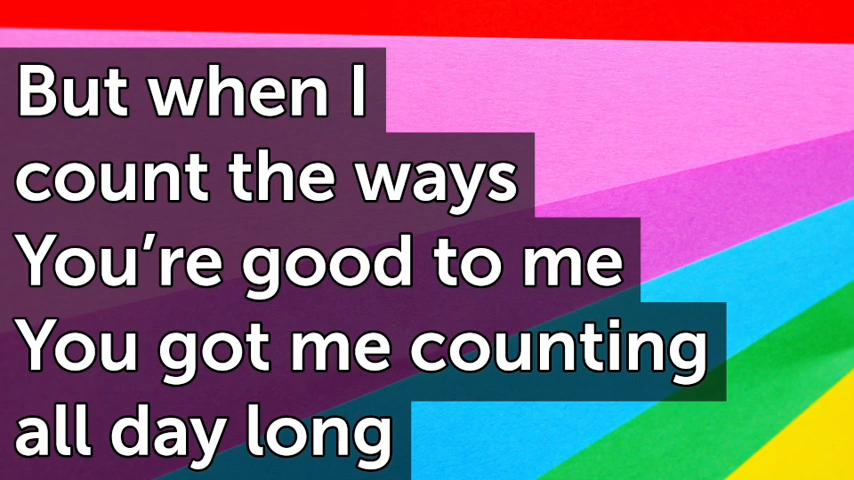 But when I
count the ways
You’re good to me
You got me counting
all day long